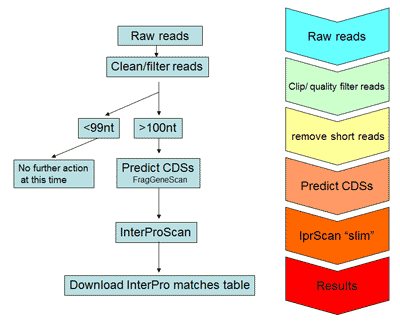 Raw reads
Clean/filter reads
<99nt
>100nt
No further action
at this time
Predict CDSs
FragGeneScan
InterProScan
Download InterPro matches table
Raw reads
Clip/ quality filter reads
remove short reads
Predict CDSs
IprScan “slim”
Results